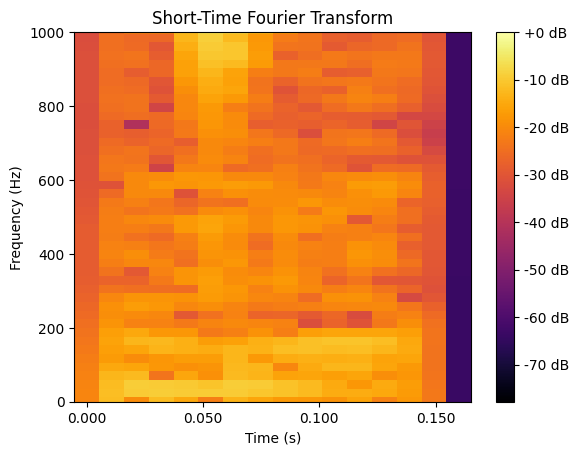 Short-Time Fourier Transform
1000
800
600
400
200
0
Frequency (Hz)
0.000
0.050
0.100
0.150
Time (s)
+0 dB
-10 dB
-20 dB
-30 dB
-40 dB
-50 dB
-60 dB
-70 dB